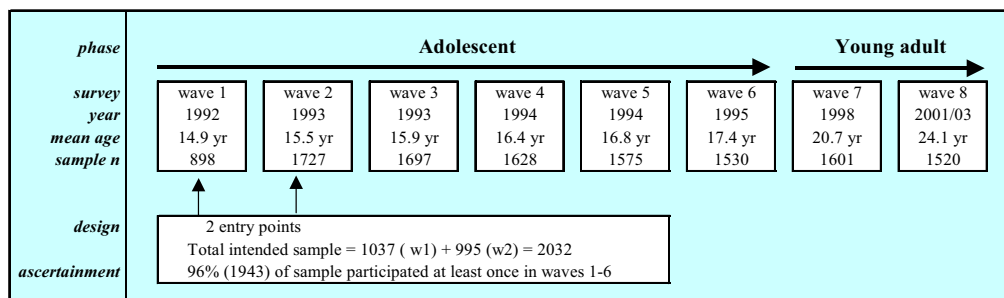 phase Adolescent Young adult
survey wave 1 wave 2 wave 3 wave 4 wave 5 wave 6 wave 7 wave 8
year 1992 1993 1993 1994 1994 1995 1998 2001/03
mean age 14.9 yr 15.5 yr 15.9 yr 16.4 yr 16.8 yr 17.4 yr 20.7 yr 24.1 yr
sample n 898 1727 1697 1628 1575 1530 1601 1520
design 2 entry points
Total intended sample = 1037 ( w1) + 995 (w2) = 2032
ascertainment 96% (1943) of sample participated at least once in waves 1-6